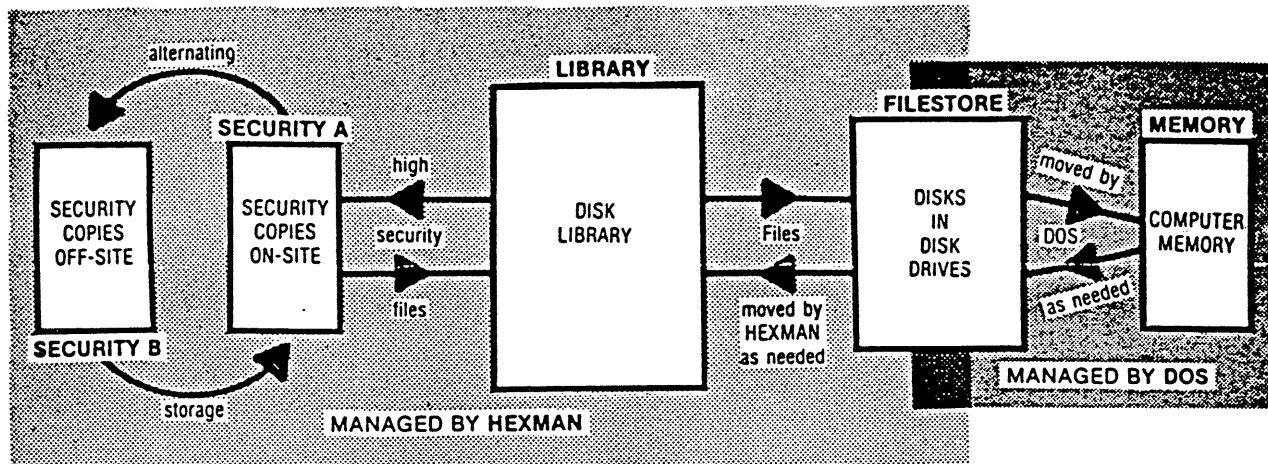 alternating
SECURITY A
SECURITY
COPIES
OFF-SITE
SECURITY B
SECURITY
COPIES
ON-SITE
storage
high
security
files
LIBRARY
DISK
LIBRARY
Files
moved by
HEXMAN
as needed
FILESTORE
DISKS
IN
DISK
DRIVES
moved by
DOS
as needed
MEMORY
COMPUTER
MEMORY
MANAGED BY DOS
MANAGED BY HEXMAN